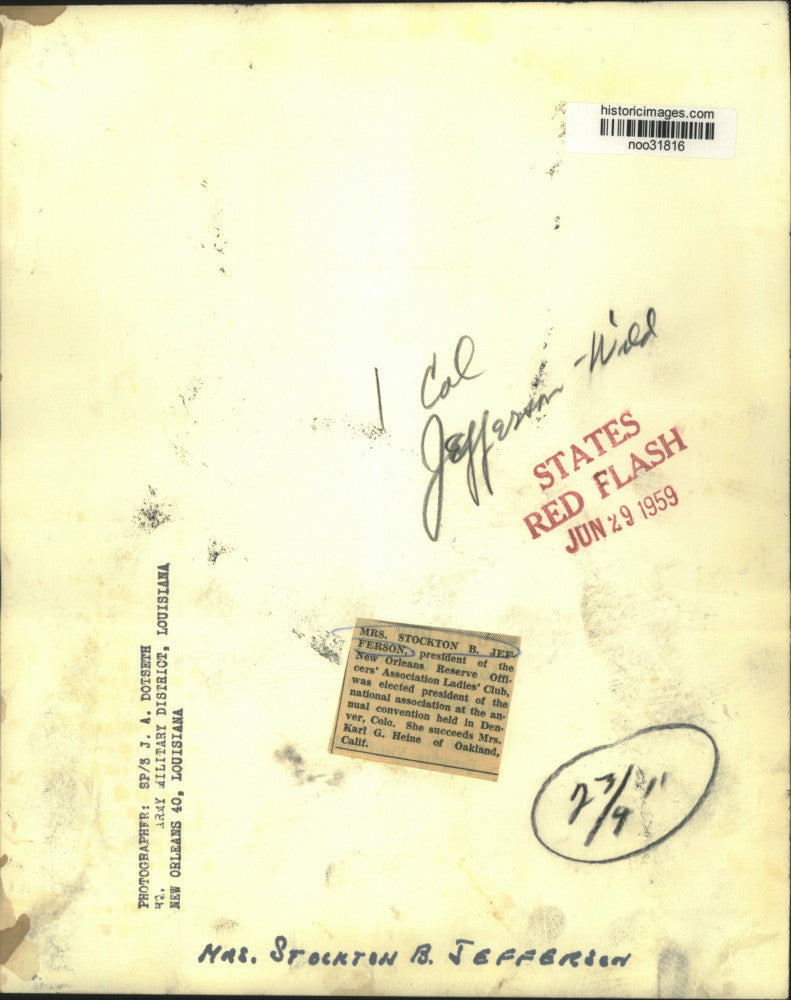 historicimages.com
noo31816
1 Col
Jefferson - Wild
STATES
RED FLASH
JUN 29 1959
PHOTOGRAPHER: SP/3 J. A. DOTSETH
ARMY MILITARY DISTRICT, LOUISIANA
NEW ORLEANS 40, LOUISIANA
MRS. STOCKTON B. JEF-
FERSON, president of the
New Orleans Reserve Offi-
cers' Association Ladies' Club,
was elected president of the
national association at the an-
nual convention held in Den-
ver, Colo. She succeeds Mrs.
Karl G. Heine of Oakland,
Calif.
2 3/4"
MRS. STOCKTON B. JEFFERSON